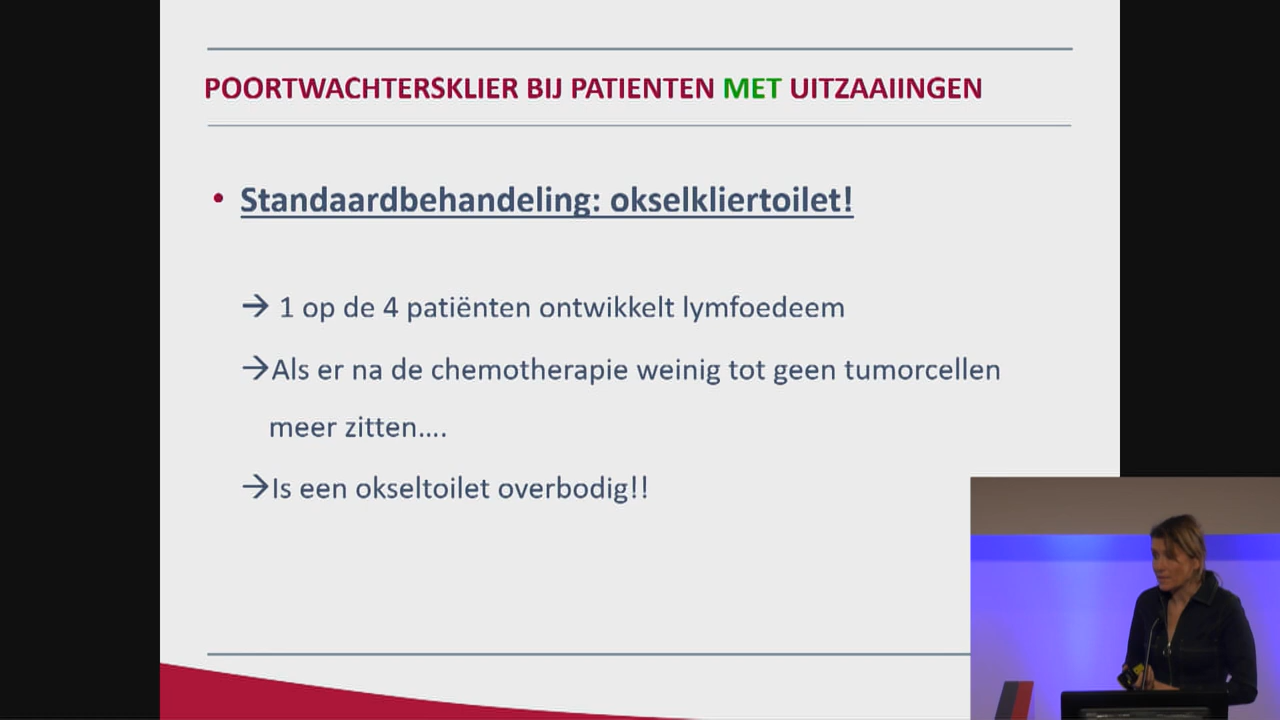 POORTWACHTERSKLIER BIJ PATIENTEN MET UITZAAIINGEN
• Standaardbehandeling: okselkliertoilet!
→ 1 op de 4 patiënten ontwikkelt lymfoedeem
→Als er na de chemotherapie weinig tot geen tumorcellen
meer zitten....
→Is een okseltoilet overbodig!!